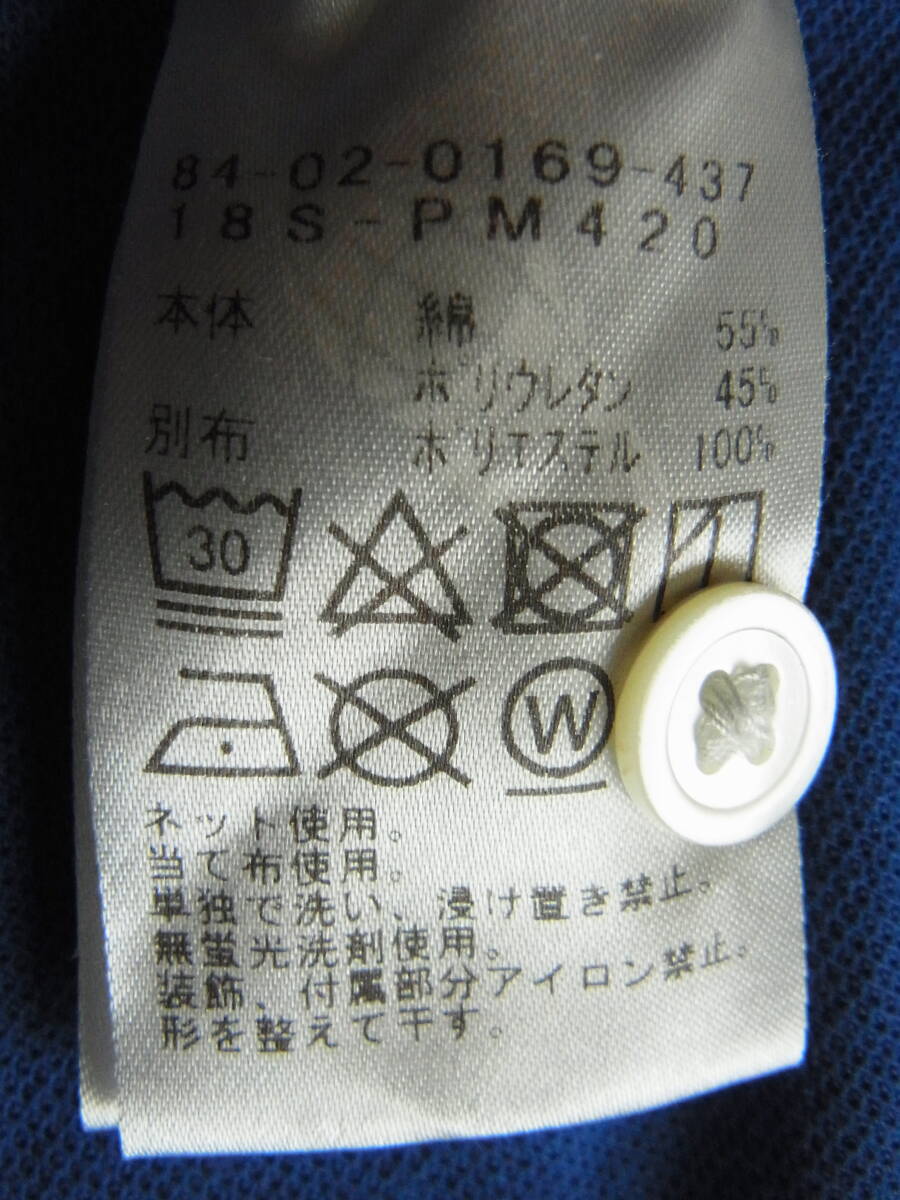 84-02-0169-437
18S-PM420
本体 綿 55%
ポリウレタン 45%
別布 ポリエステル 100%
30
W
ネット使用。
当て布使用。
単独で洗い、浸け置き禁止。
無蛍光洗剤使用。
装飾、付属部分アイロン禁止。
形を整えて干す。